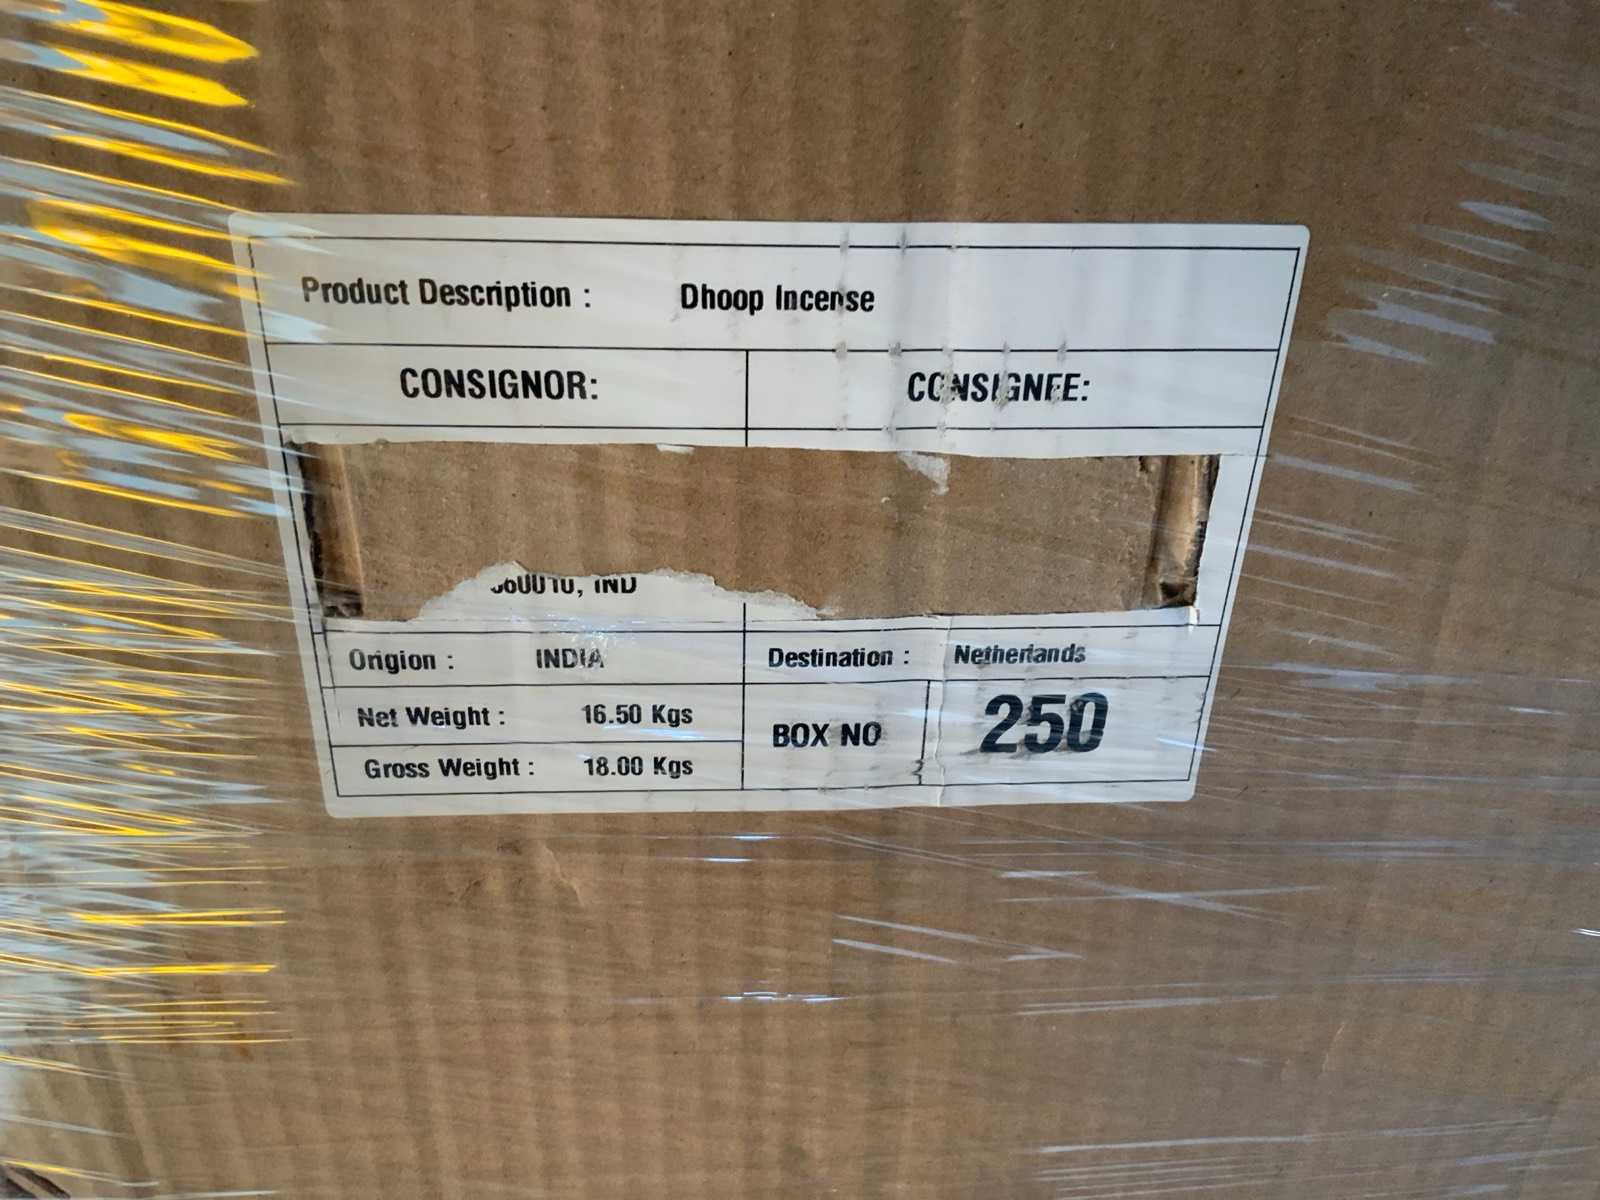 Product Description : Dhoop Incense
CONSIGNOR: CONSIGNEE:
IND
Origion : INDIA Destination : Netherlands
Net Weight : 16.50 Kgs
BOX NO 250
Gross Weight : 18.00 Kgs